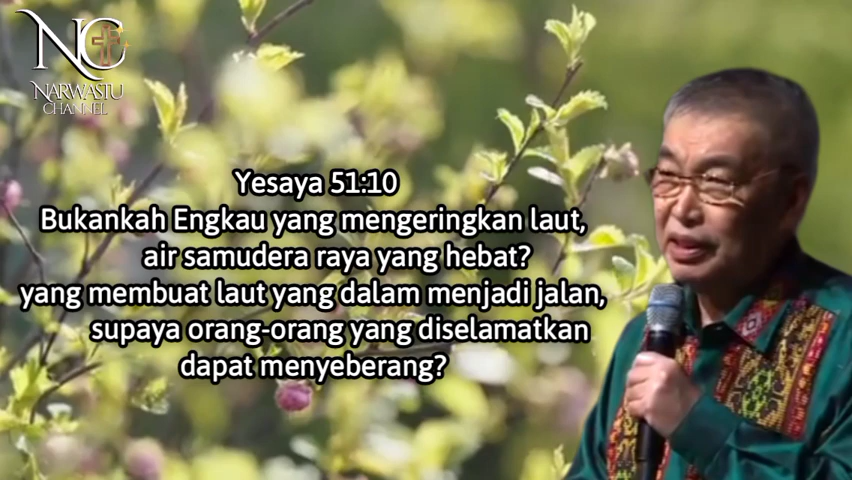 NC
NARWASTU
CHANNEL
Yesaya 51:10
Bukankah Engkau yang mengeringkan laut,
air samudera raya yang hebat?
yang membuat laut yang dalam menjadi jalan,
supaya orang-orang yang diselamatkan
dapat menyeberang?